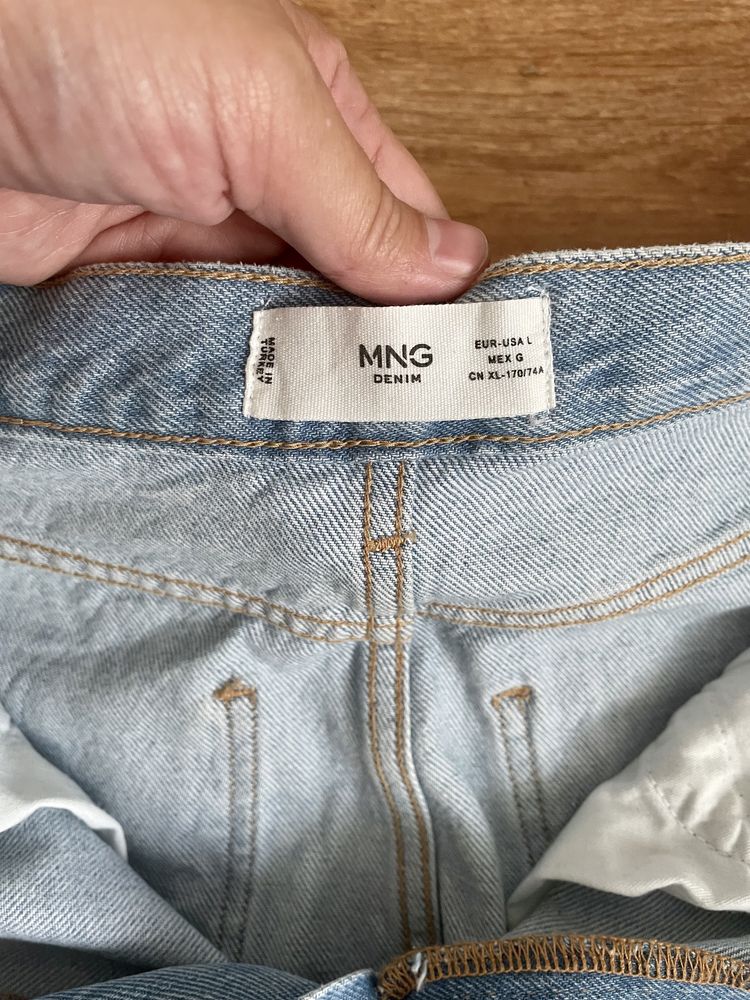 MADE IN
TURKEY
MNG
DENIM
EUR-USA L
MEX G
CN XL-170/74A